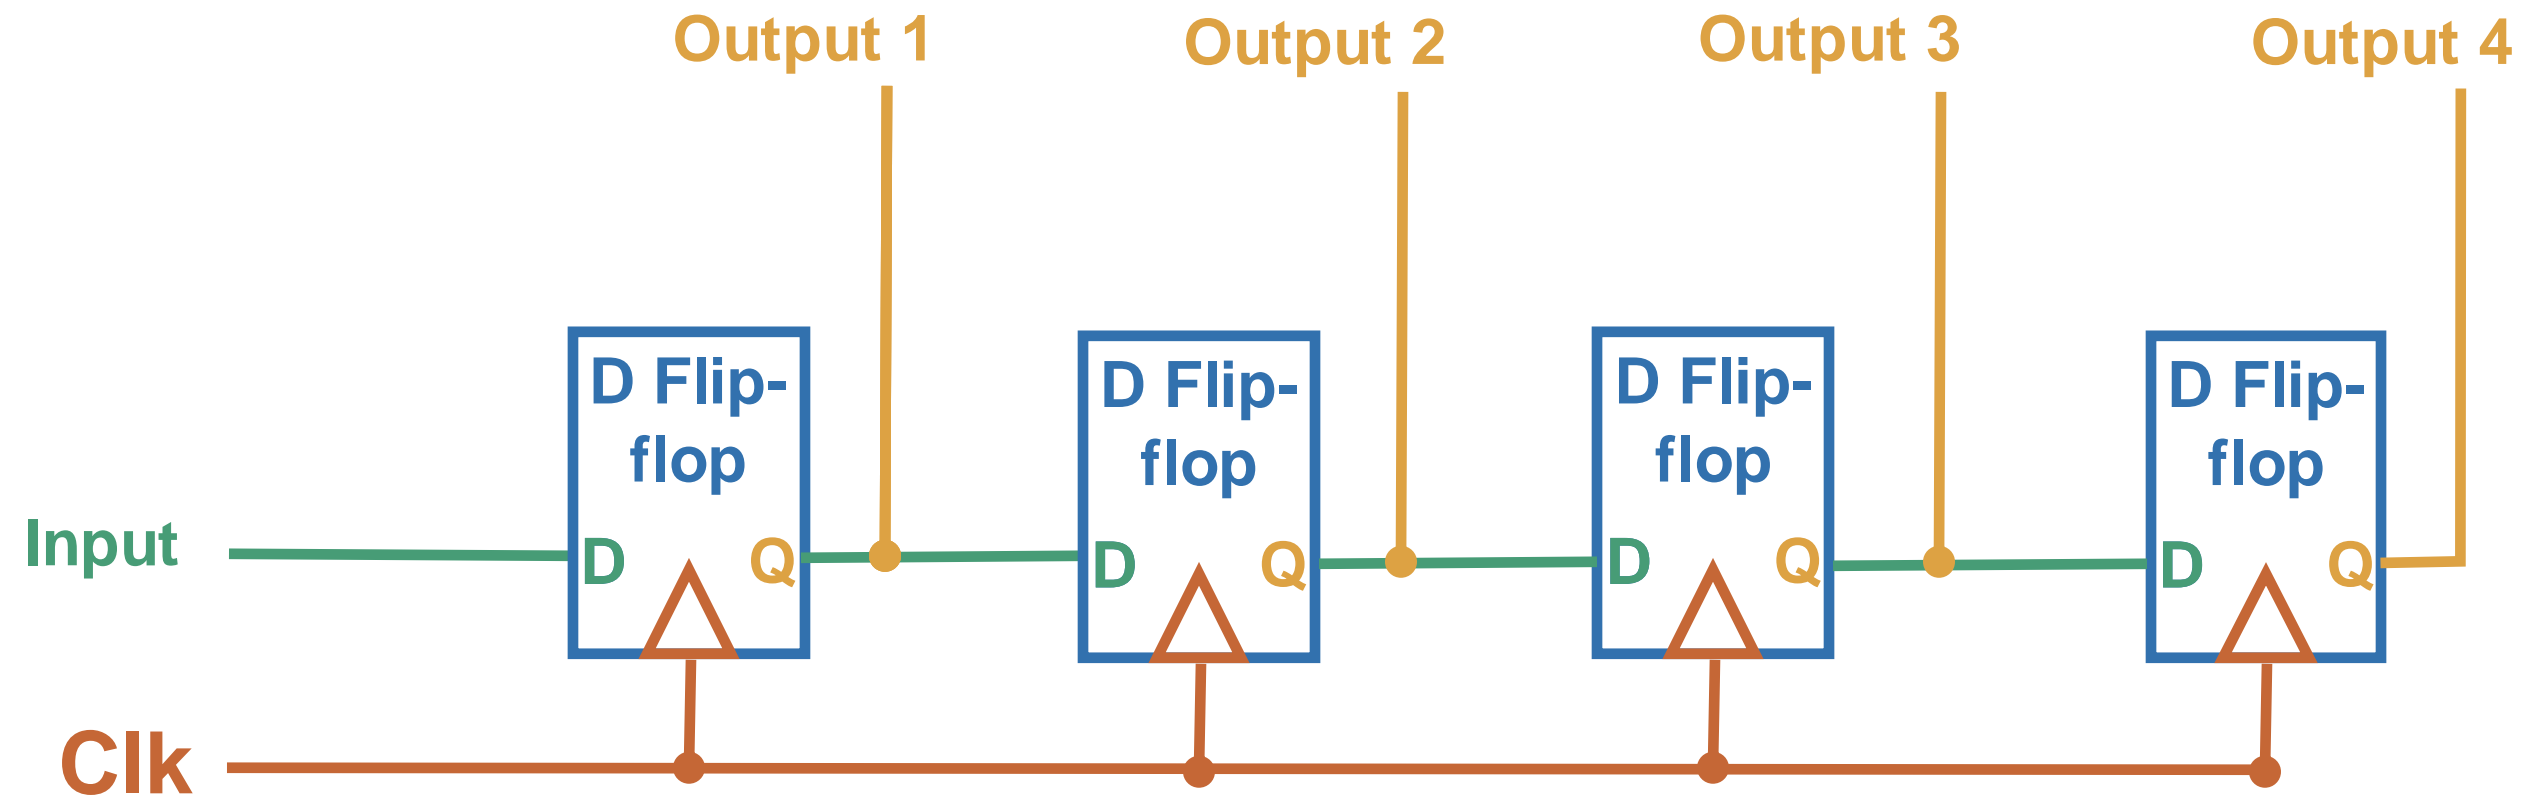 Output 1
Output 2
Output 3
Output 4
D Flip-
flop
D Flip-
flop
D Flip-
flop
D Flip-
flop
Input
D
Q
D
Q
D
Q
D
Q
Clk